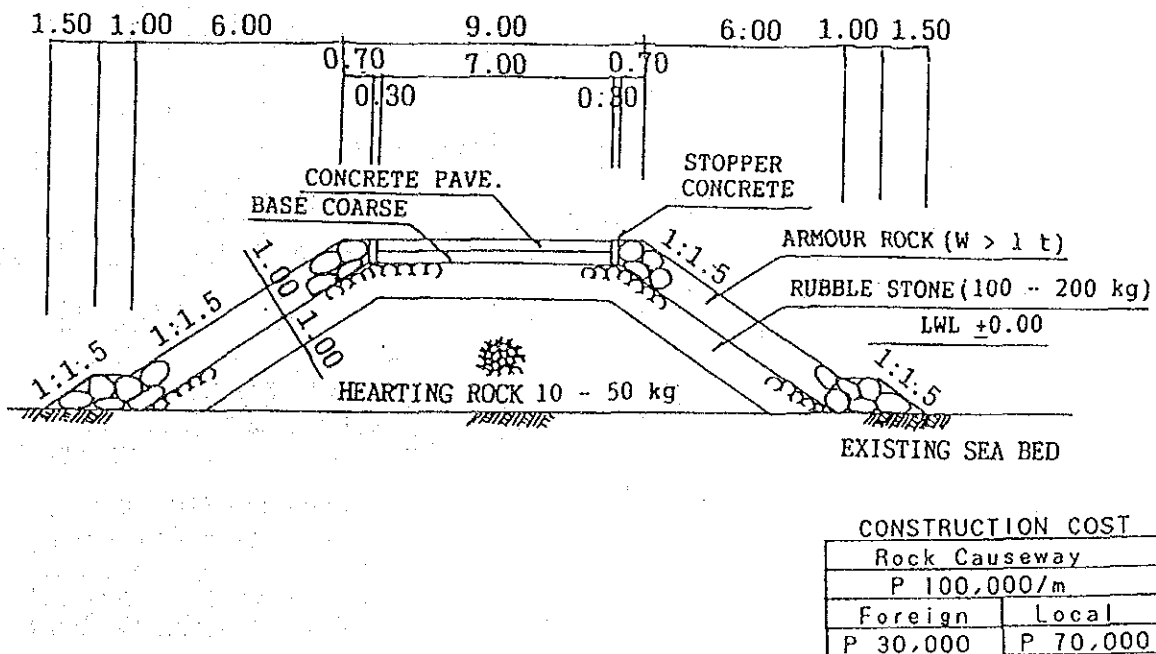 1.50 1.00 6.00 9.00 6.00 1.00 1.50
0.70 7.00 0.70
0.30 0.30
STOPPER
CONCRETE
CONCRETE PAVE.
BASE COARSE
1:1.5
ARMOUR ROCK (W > 1 t)
1.00
RUBBLE STONE (100 - 200 kg)
1:1.5
LWL ±0.00
1.00
1:1.5
1:1.5
HEARTING ROCK 10 - 50 kg
EXISTING SEA BED
CONSTRUCTION COST
Rock Causeway
P 100,000/m
Foreign Local
P 30,000 P 70,000